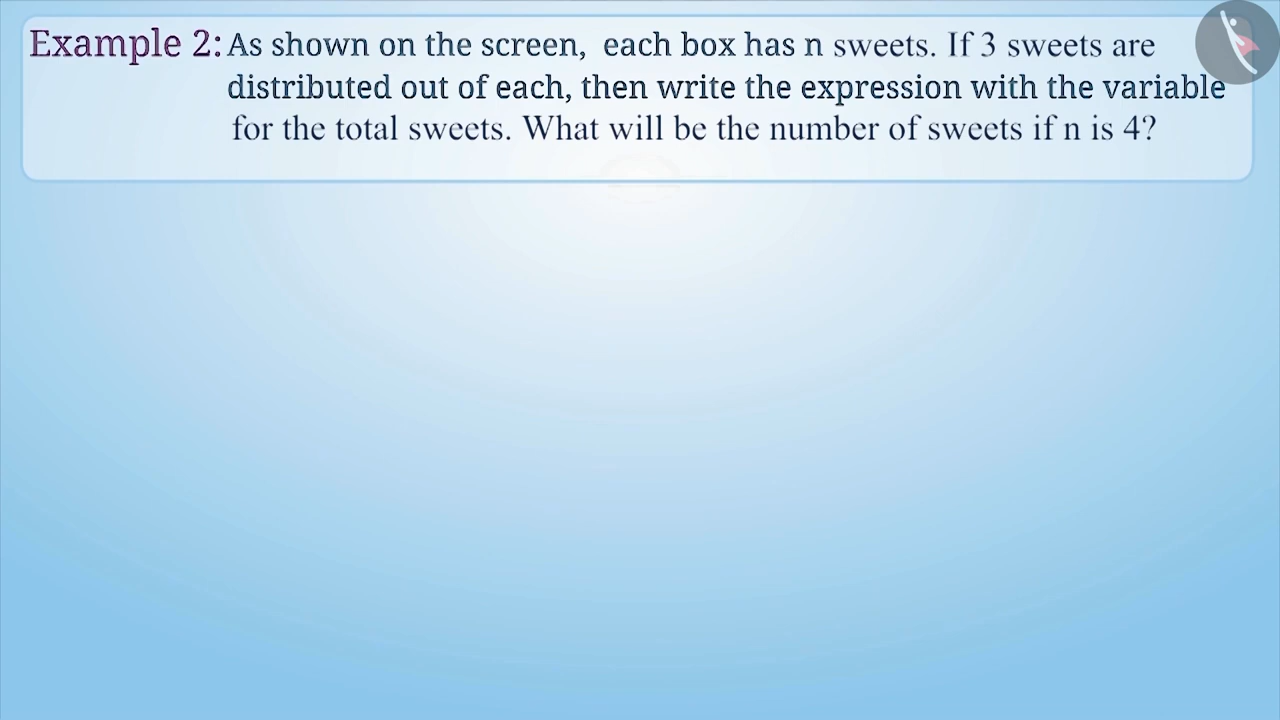 Example 2: As shown on the screen, each box has n sweets. If 3 sweets are
distributed out of each, then write the expression with the variable
for the total sweets. What will be the number of sweets if n is 4?